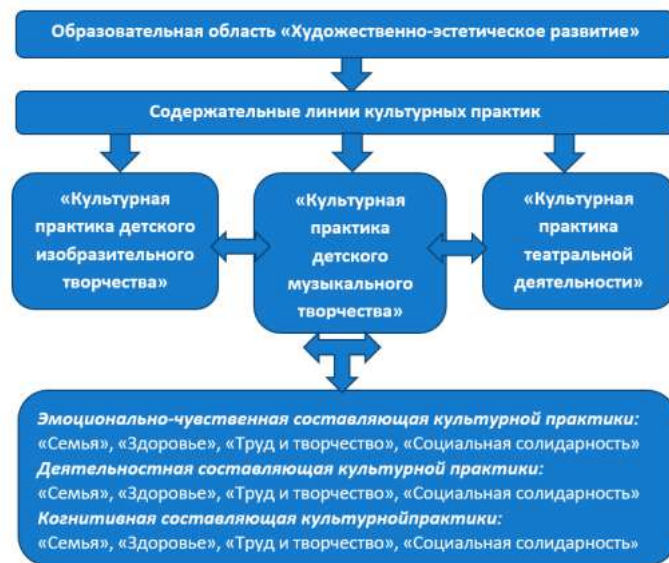 Образовательная область «Художественно-эстетическое развитие»
Содержательные линии культурных практик
«Культурная
практика детского
изобразительного
творчества»
«Культурная
практика
детского
музыкального
творчества»
«Культурная
практика
театральной
деятельности»
Эмоционально-чувственная составляющая культурной практики:
«Семья», «Здоровье», «Труд и творчество», «Социальная солидарность»
Деятельностная составляющая культурной практики:
«Семья», «Здоровье», «Труд и творчество», «Социальная солидарность»
Когнитивная составляющая культурнойпрактики:
«Семья», «Здоровье», «Труд и творчество», «Социальная солидарность»